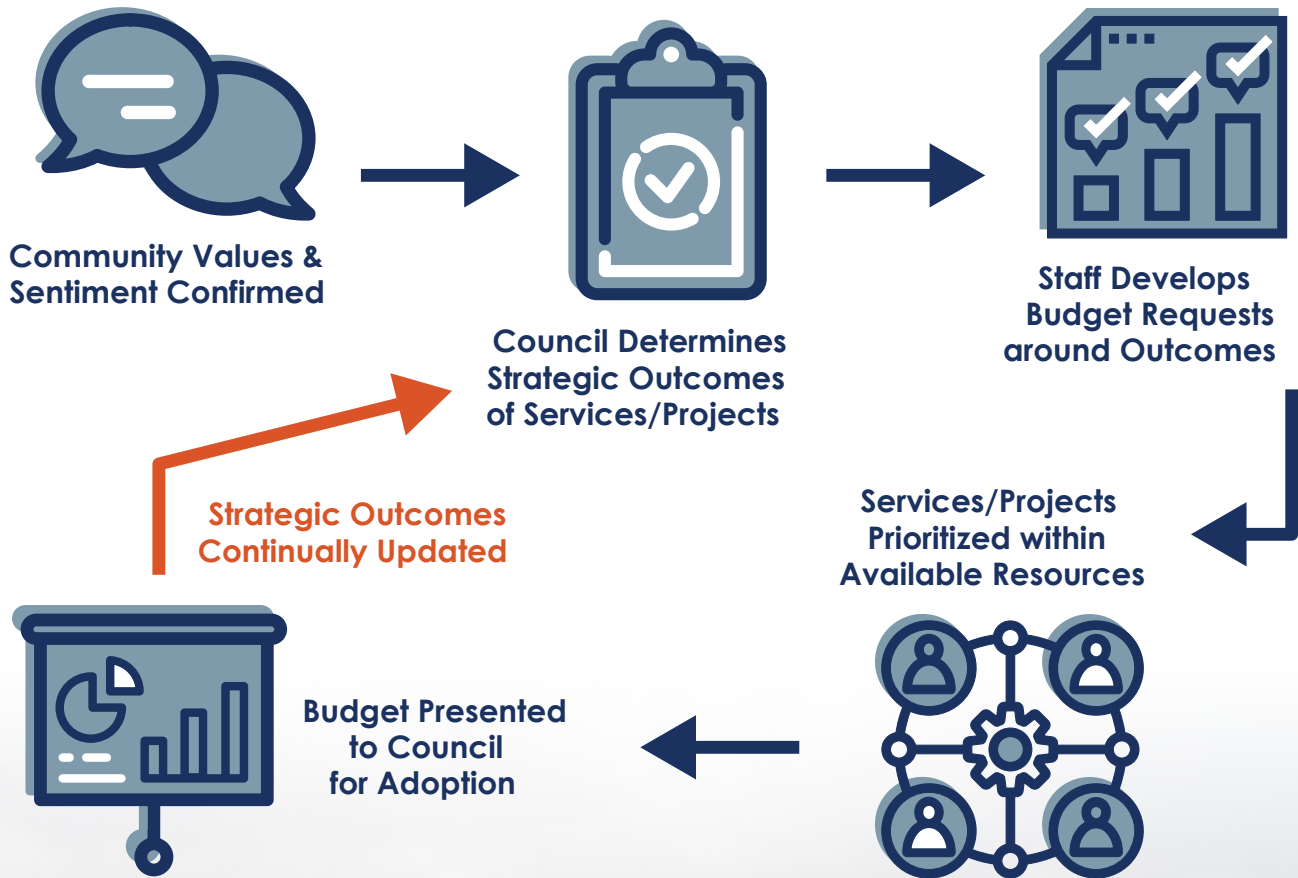 Community Values &
Sentiment Confirmed
Council Determines
Strategic Outcomes
of Services/Projects
Staff Develops
Budget Requests
around Outcomes
Services/Projects
Prioritized within
Available Resources
Budget Presented
to Council
for Adoption
Strategic Outcomes
Continually Updated